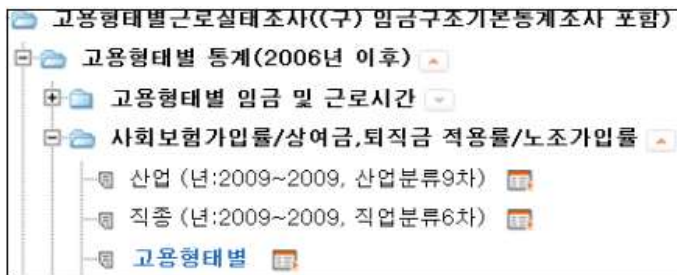 고용형태별근로실태조사((구) 임금구조기본통계조사 포함)
고용형태별 통계(2006년 이후)
고용형태별 임금 및 근로시간
사회보험가입률/상여금,퇴직금 적용률/노조가입률
산업 (년:2009~2009, 산업분류9차)
직종 (년:2009~2009, 직업분류6차)
고용형태별